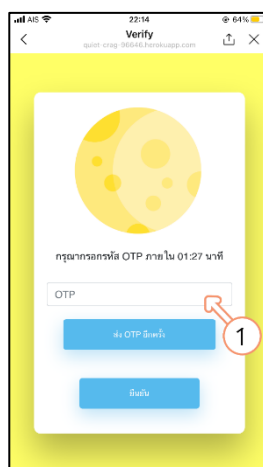 AIS 22:14 64%
Verify
quiet-crag-96646.herokuapp.com
กรุณากรอกรหัส OTP ภายใน 01:27 นาที
OTP
ส่ง OTP อีกครั้ง
1
ยืนยัน